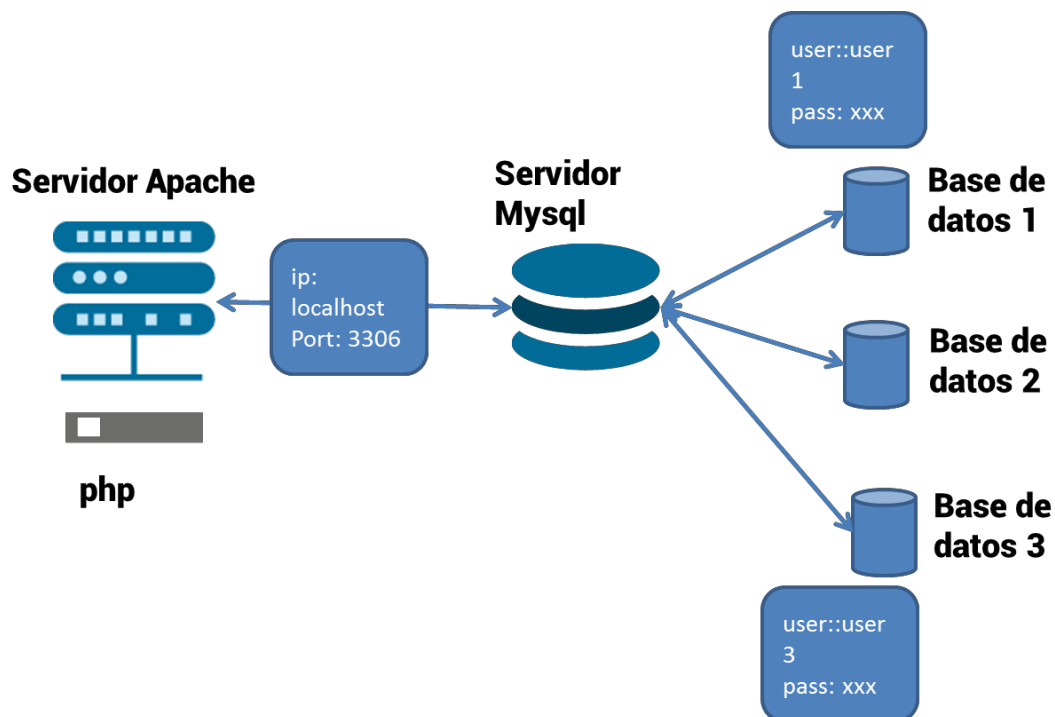 user::user
1
pass: xxx
Servidor Apache
Servidor
Mysql
Base de
datos 1
ip:
localhost
Port: 3306
Base de
datos 2
php
Base de
datos 3
user::user
3
pass: xxx